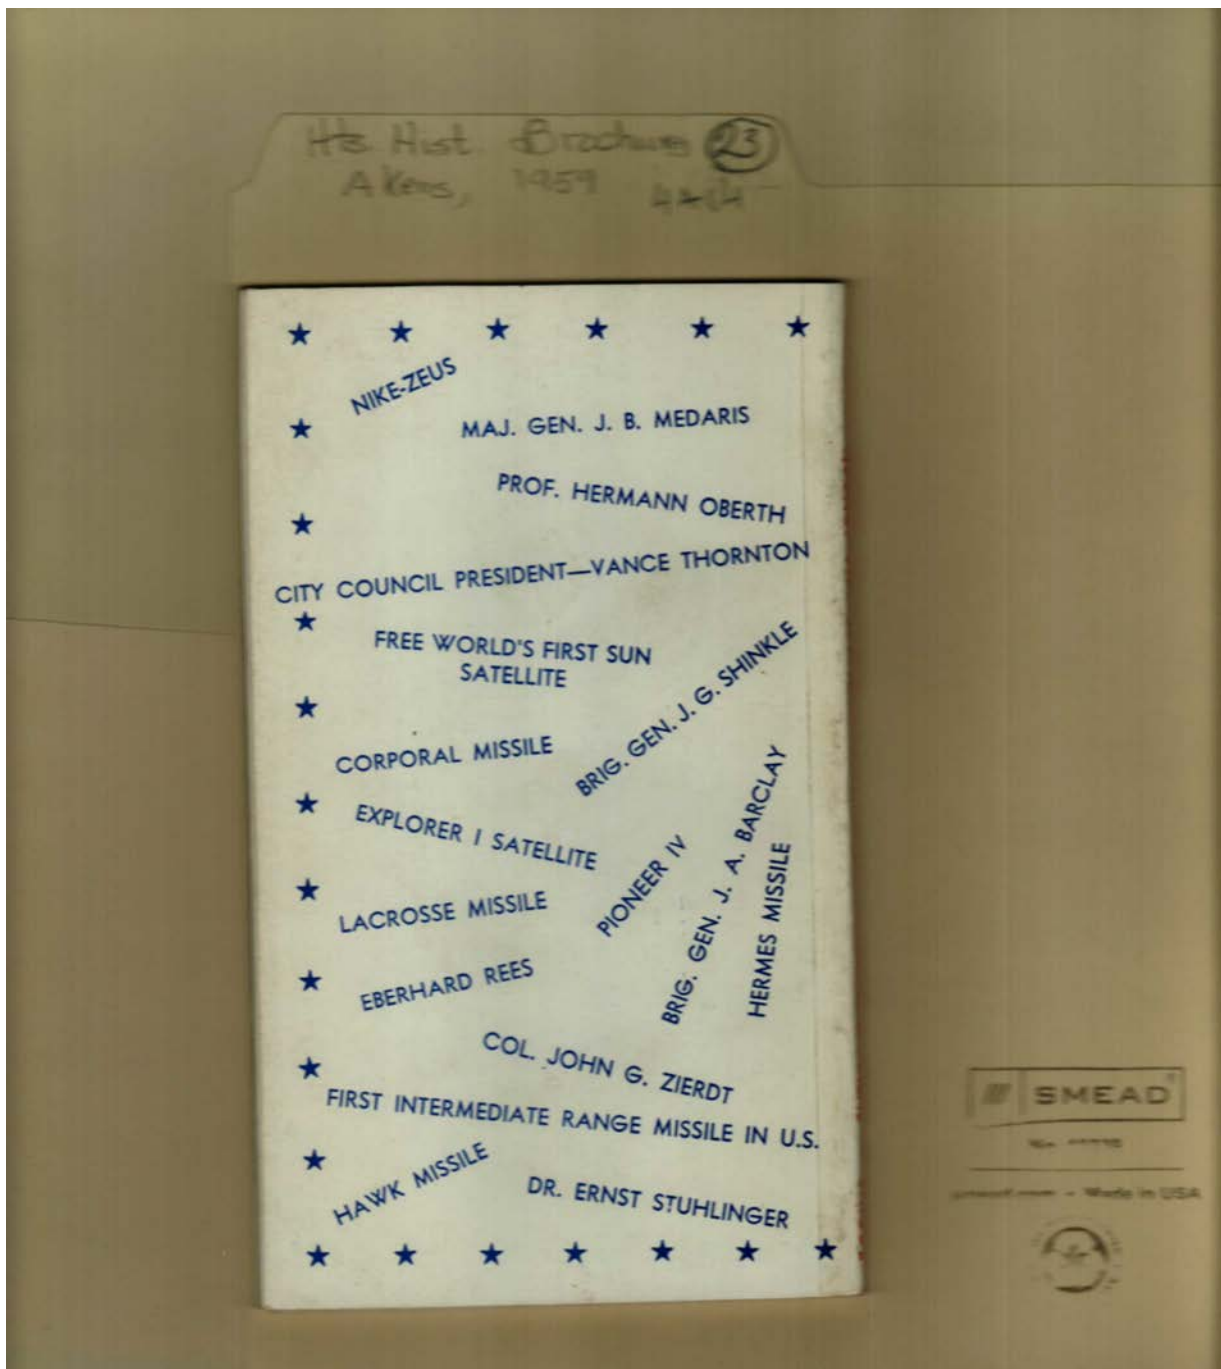 Hist. Brochures 23
Akens, 1959
NIKE-ZEUS
MAJ. GEN. J. B. MEDARIS
PROF. HERMANN OBERTH
CITY COUNCIL PRESIDENT—VANCE THORNTON
FREE WORLD'S FIRST SUN
SATELLITE
BRIG. GEN. J. G. SHINKLE
CORPORAL MISSILE
EXPLORER I SATELLITE
PIONEER IV
BRIG. GEN. J. A. BARCLAY
HERMES MISSILE
LACROSSE MISSILE
EBERHARD REES
COL. JOHN G. ZIERDT
FIRST INTERMEDIATE RANGE MISSILE IN U.S.
HAWK MISSILE
DR. ERNST STUHLINGER
SMEAD
No.
Made in USA